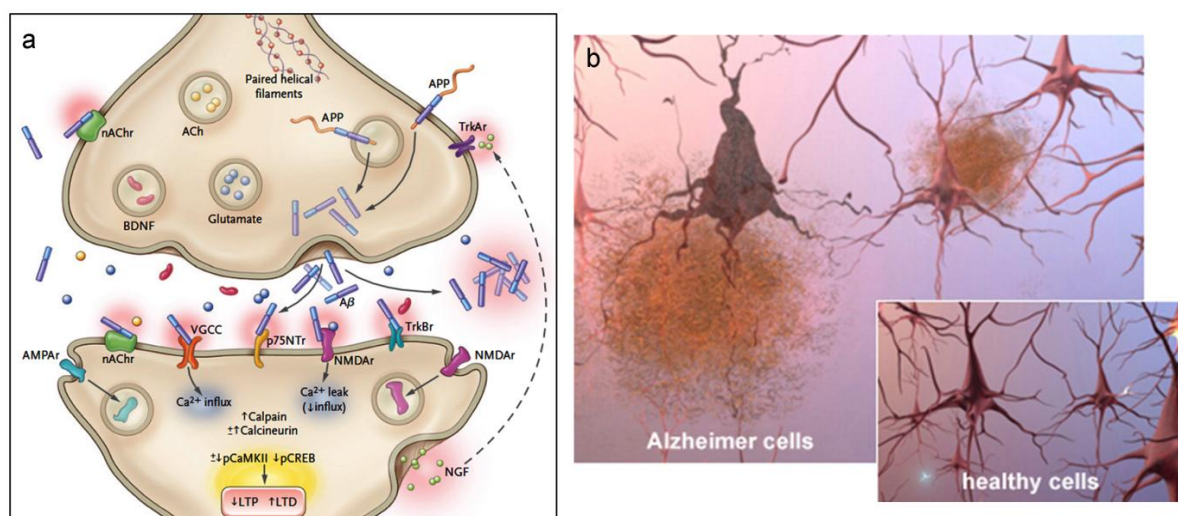 a
Paired helical
filaments
APP
APP
ACh
nAChr
TrkAr
BDNF
Glutamate
Aβ
VGCC
p75NTr
TrkBr
AMPAr
nAChr
NMDAr
NMDAr
Ca²⁺ influx
Ca²⁺ leak
(↓influx)
↑Calpain
±↑Calcineurin
±↓pCaMKII ↓pCREB
NGF
↓LTP ↑LTD
b
Alzheimer cells
healthy cells